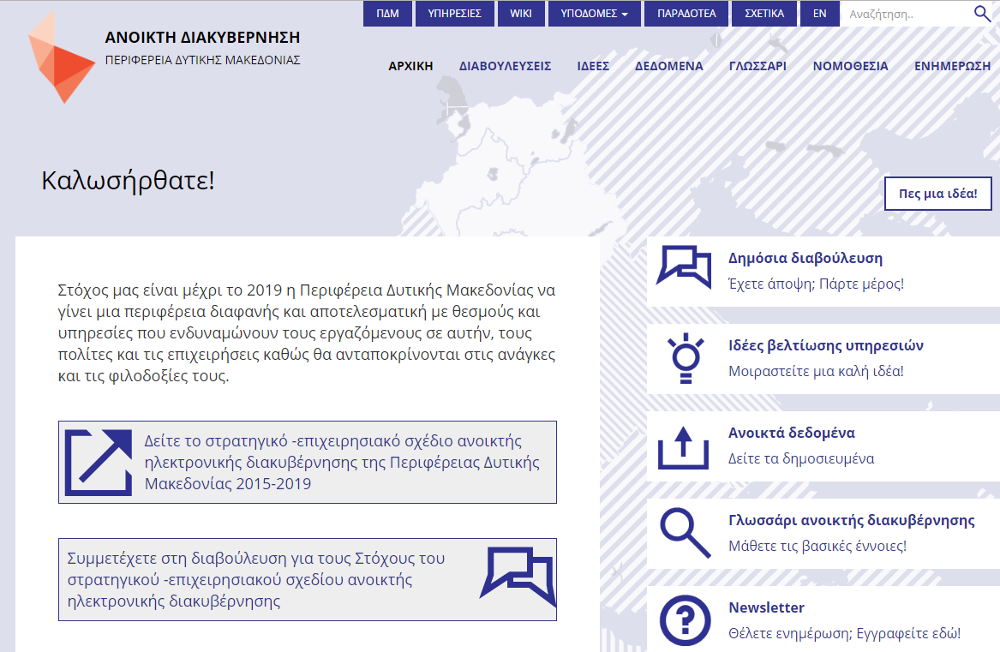 ΠΔΜ
ΥΠΗΡΕΣΙΕΣ
WIKI
ΥΠΟΔΟΜΕΣ
ΠΑΡΑΔΟΤΕΑ
ΣΧΕΤΙΚΑ
EN
Αναζήτηση..
ΑΝΟΙΚΤΗ ΔΙΑΚΥΒΕΡΝΗΣΗ
ΠΕΡΙΦΕΡΕΙΑ ΔΥΤΙΚΗΣ ΜΑΚΕΔΟΝΙΑΣ
ΑΡΧΙΚΗ
ΔΙΑΒΟΥΛΕΥΣΕΙΣ
ΙΔΕΕΣ
ΔΕΔΟΜΕΝΑ
ΓΛΩΣΣΑΡΙ
ΝΟΜΟΘΕΣΙΑ
ΕΝΗΜΕΡΩΣΗ
Καλωσήρθατε!
Πες μια ιδέα!
Στόχος μας είναι μέχρι το 2019 η Περιφέρεια Δυτικής Μακεδονίας να
γίνει μια περιφέρεια διαφανής και αποτελεσματική με θεσμούς και
υπηρεσίες που ενδυναμώνουν τους εργαζόμενους σε αυτήν, τους
πολίτες και τις επιχειρήσεις καθώς θα ανταποκρίνονται στις ανάγκες
και τις φιλοδοξίες τους.
Δείτε το στρατηγικό -επιχειρησιακό σχέδιο ανοικτής
ηλεκτρονικής διακυβέρνησης της Περιφέρειας Δυτικής
Μακεδονίας 2015-2019
Συμμετέχετε στη διαβούλευση για τους Στόχους του
στρατηγικού -επιχειρησιακού σχεδίου ανοικτής
ηλεκτρονικής διακυβέρνησης
Δημόσια διαβούλευση
Έχετε άποψη; Πάρτε μέρος!
Ιδέες βελτίωσης υπηρεσιών
Μοιραστείτε μια καλή ιδέα!
Ανοικτά δεδομένα
Δείτε τα δημοσιευμένα
Γλωσσάρι ανοικτής διακυβέρνησης
Μάθετε τις βασικές έννοιες!
Newsletter
Θέλετε ενημέρωση; Εγγραφείτε εδώ!